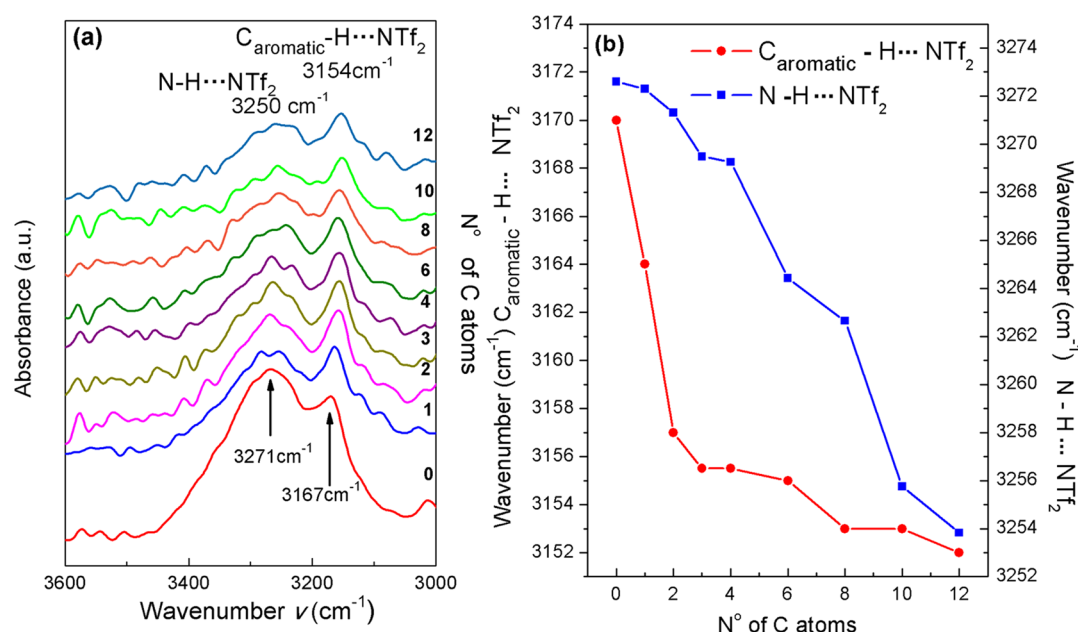 (a)
Caromatic-H···NTf2
3154cm-1
N-H···NTf2
3250 cm-1
12
10
8
6
4
3
2
1
0
3271cm-1
3167cm-1
Absorbance (a.u.)
3600
3400
3200
3000
Wavenumber ν(cm-1)
No of C atoms
(b)
Caromatic - H··· NTf2
N -H ··· NTf2
3174
3172
3170
3168
3166
3164
3162
3160
3158
3156
3154
3152
Wavenumber (cm-1) Caromatic - H··· NTf2
3274
3272
3270
3268
3266
3264
3262
3260
3258
3256
3254
3252
Wavenumber (cm-1) N - H ··· NTf2
0
2
4
6
8
10
12
No of C atoms